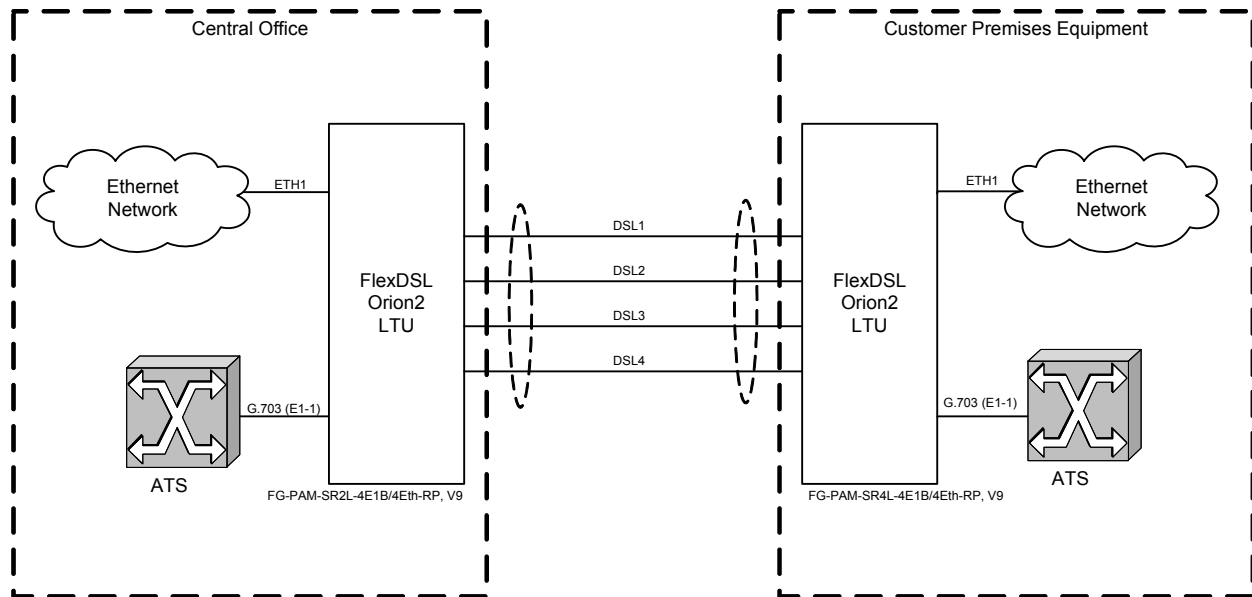 Central Office
Customer Premises Equipment
Ethernet
Network
ETH1
FlexDSL
Orion2
LTU
G.703 (E1-1)
ATS
FG-PAM-SR2L-4E1B/4Eth-RP, V9
DSL1
DSL2
DSL3
DSL4
FlexDSL
Orion2
LTU
ETH1
Ethernet
Network
G.703 (E1-1)
ATS
FG-PAM-SR4L-4E1B/4Eth-RP, V9